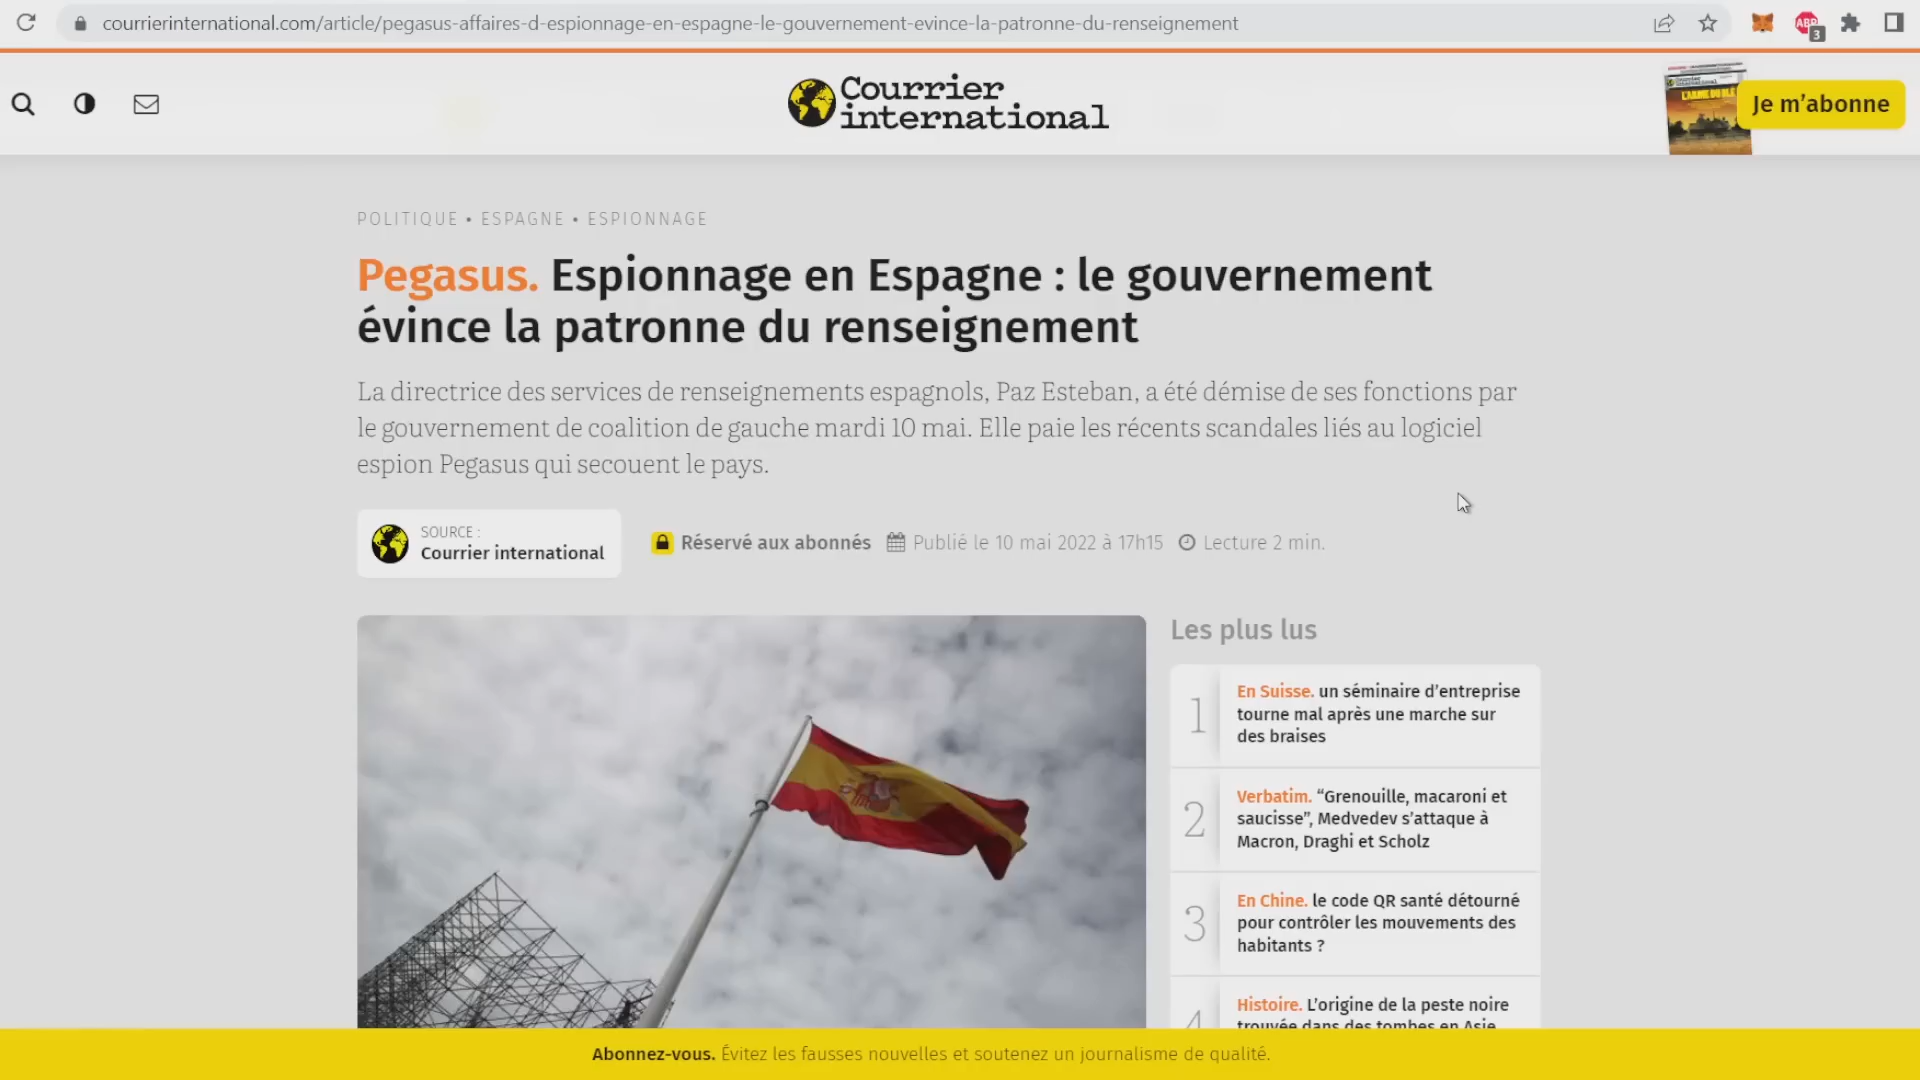 courrierinternational.com/article/pegasus-affaires-d-espionnage-en-espagne-le-gouvernement-evince-la-patronne-du-renseignement
ABP
3
Courrier
international
L'ARME DU BLÉ
Je m'abonne
POLITIQUE • ESPAGNE • ESPIONNAGE
Pegasus. Espionnage en Espagne : le gouvernement
évince la patronne du renseignement
La directrice des services de renseignements espagnols, Paz Esteban, a été démise de ses fonctions par
le gouvernement de coalition de gauche mardi 10 mai. Elle paie les récents scandales liés au logiciel
espion Pegasus qui secouent le pays.
SOURCE :
Courrier international
Réservé aux abonnés
Publié le 10 mai 2022 à 17h15
Lecture 2 min.
Les plus lus
1
En Suisse. un séminaire d'entreprise
tourne mal après une marche sur
des braises
2
Verbatim. “Grenouille, macaroni et
saucisse”, Medvedev s'attaque à
Macron, Draghi et Scholz
3
En Chine. le code QR santé détourné
pour contrôler les mouvements des
habitants ?
4
Histoire. L'origine de la peste noire
trouvée dans des tombes en Asie
Abonnez-vous. Évitez les fausses nouvelles et soutenez un journalisme de qualité.